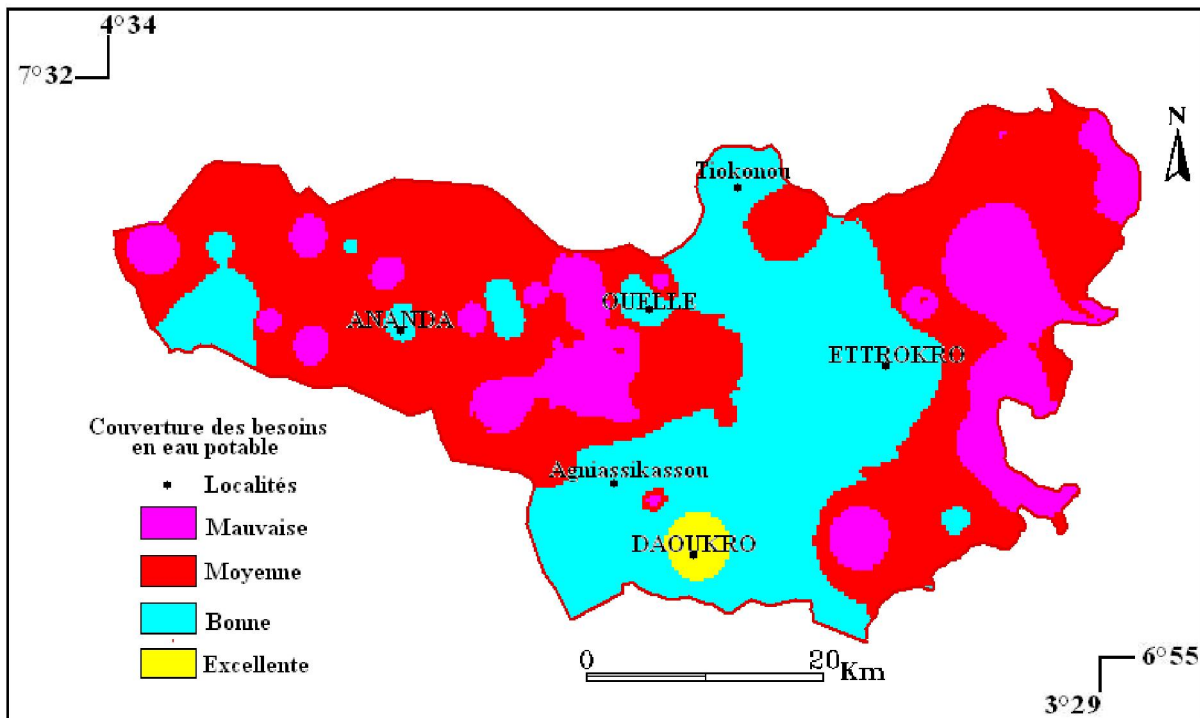 4°34
7°32
N
Tiokonou
OUELLE
ANANDA
ETTROKRO
Couverture des besoins
en eau potable
Agniassikassou
Localités
Mauvaise
DAOUKRO
Moyenne
Bonne
Excellente
0 20 Km
6°55
3°29